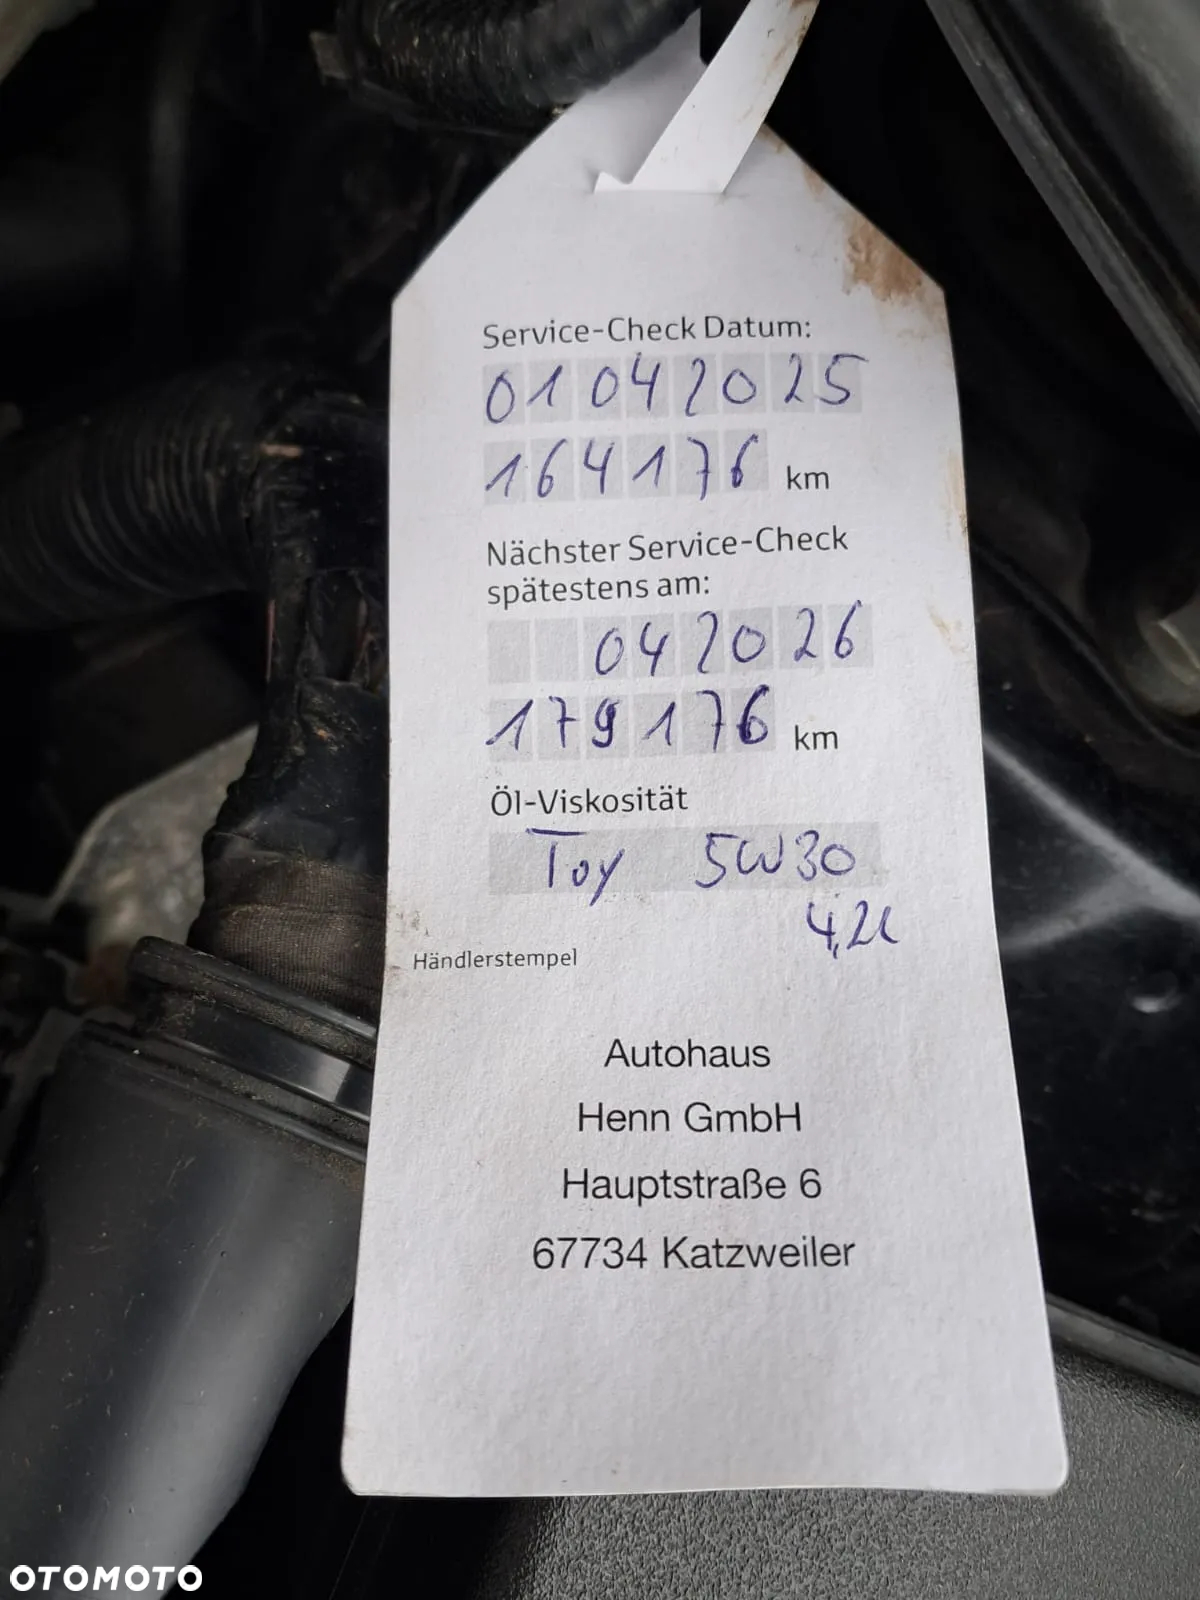 Service-Check Datum:
01042025
164176 km
Nächster Service-Check
spätestens am:
042026
179176 km
Öl-Viskosität
Toy 5W30
4,2l
Händlerstempel
Autohaus
Henn GmbH
Hauptstraße 6
67734 Katzweiler
OTOMOTO